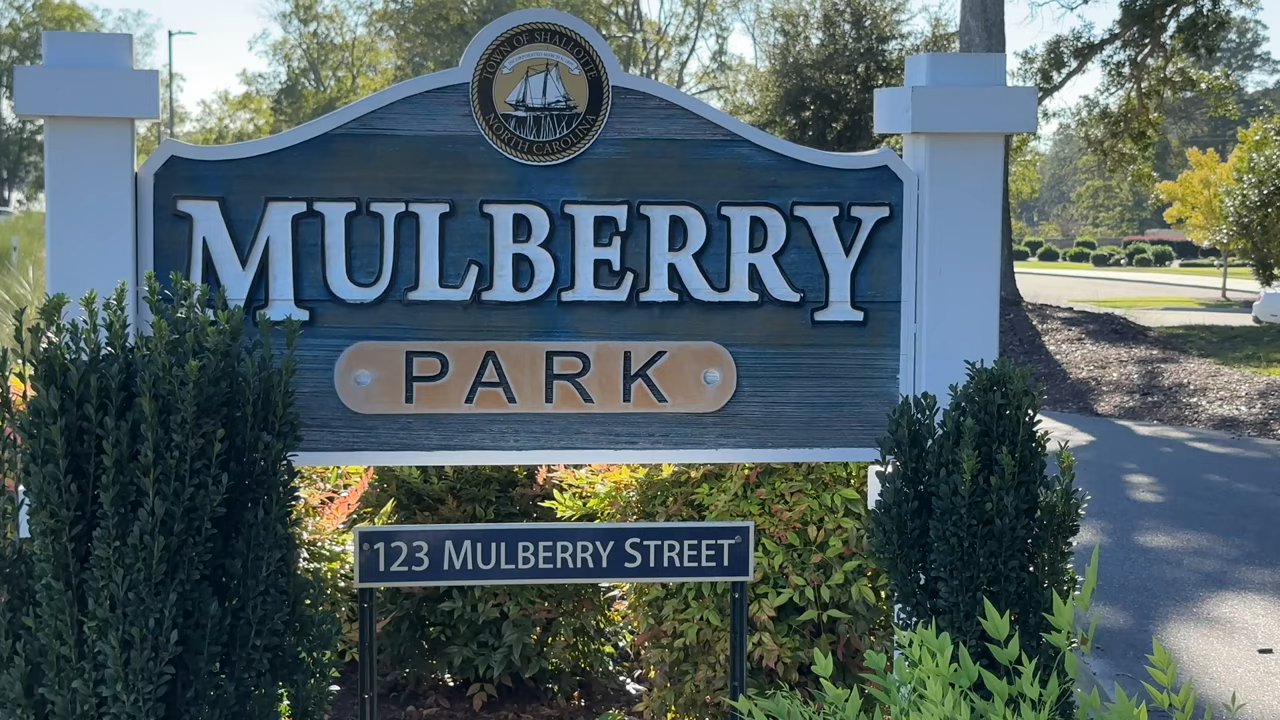 TOWN OF SHALLOTTE
NORTH CAROLINA
MULBERRY
PARK
123 MULBERRY STREET